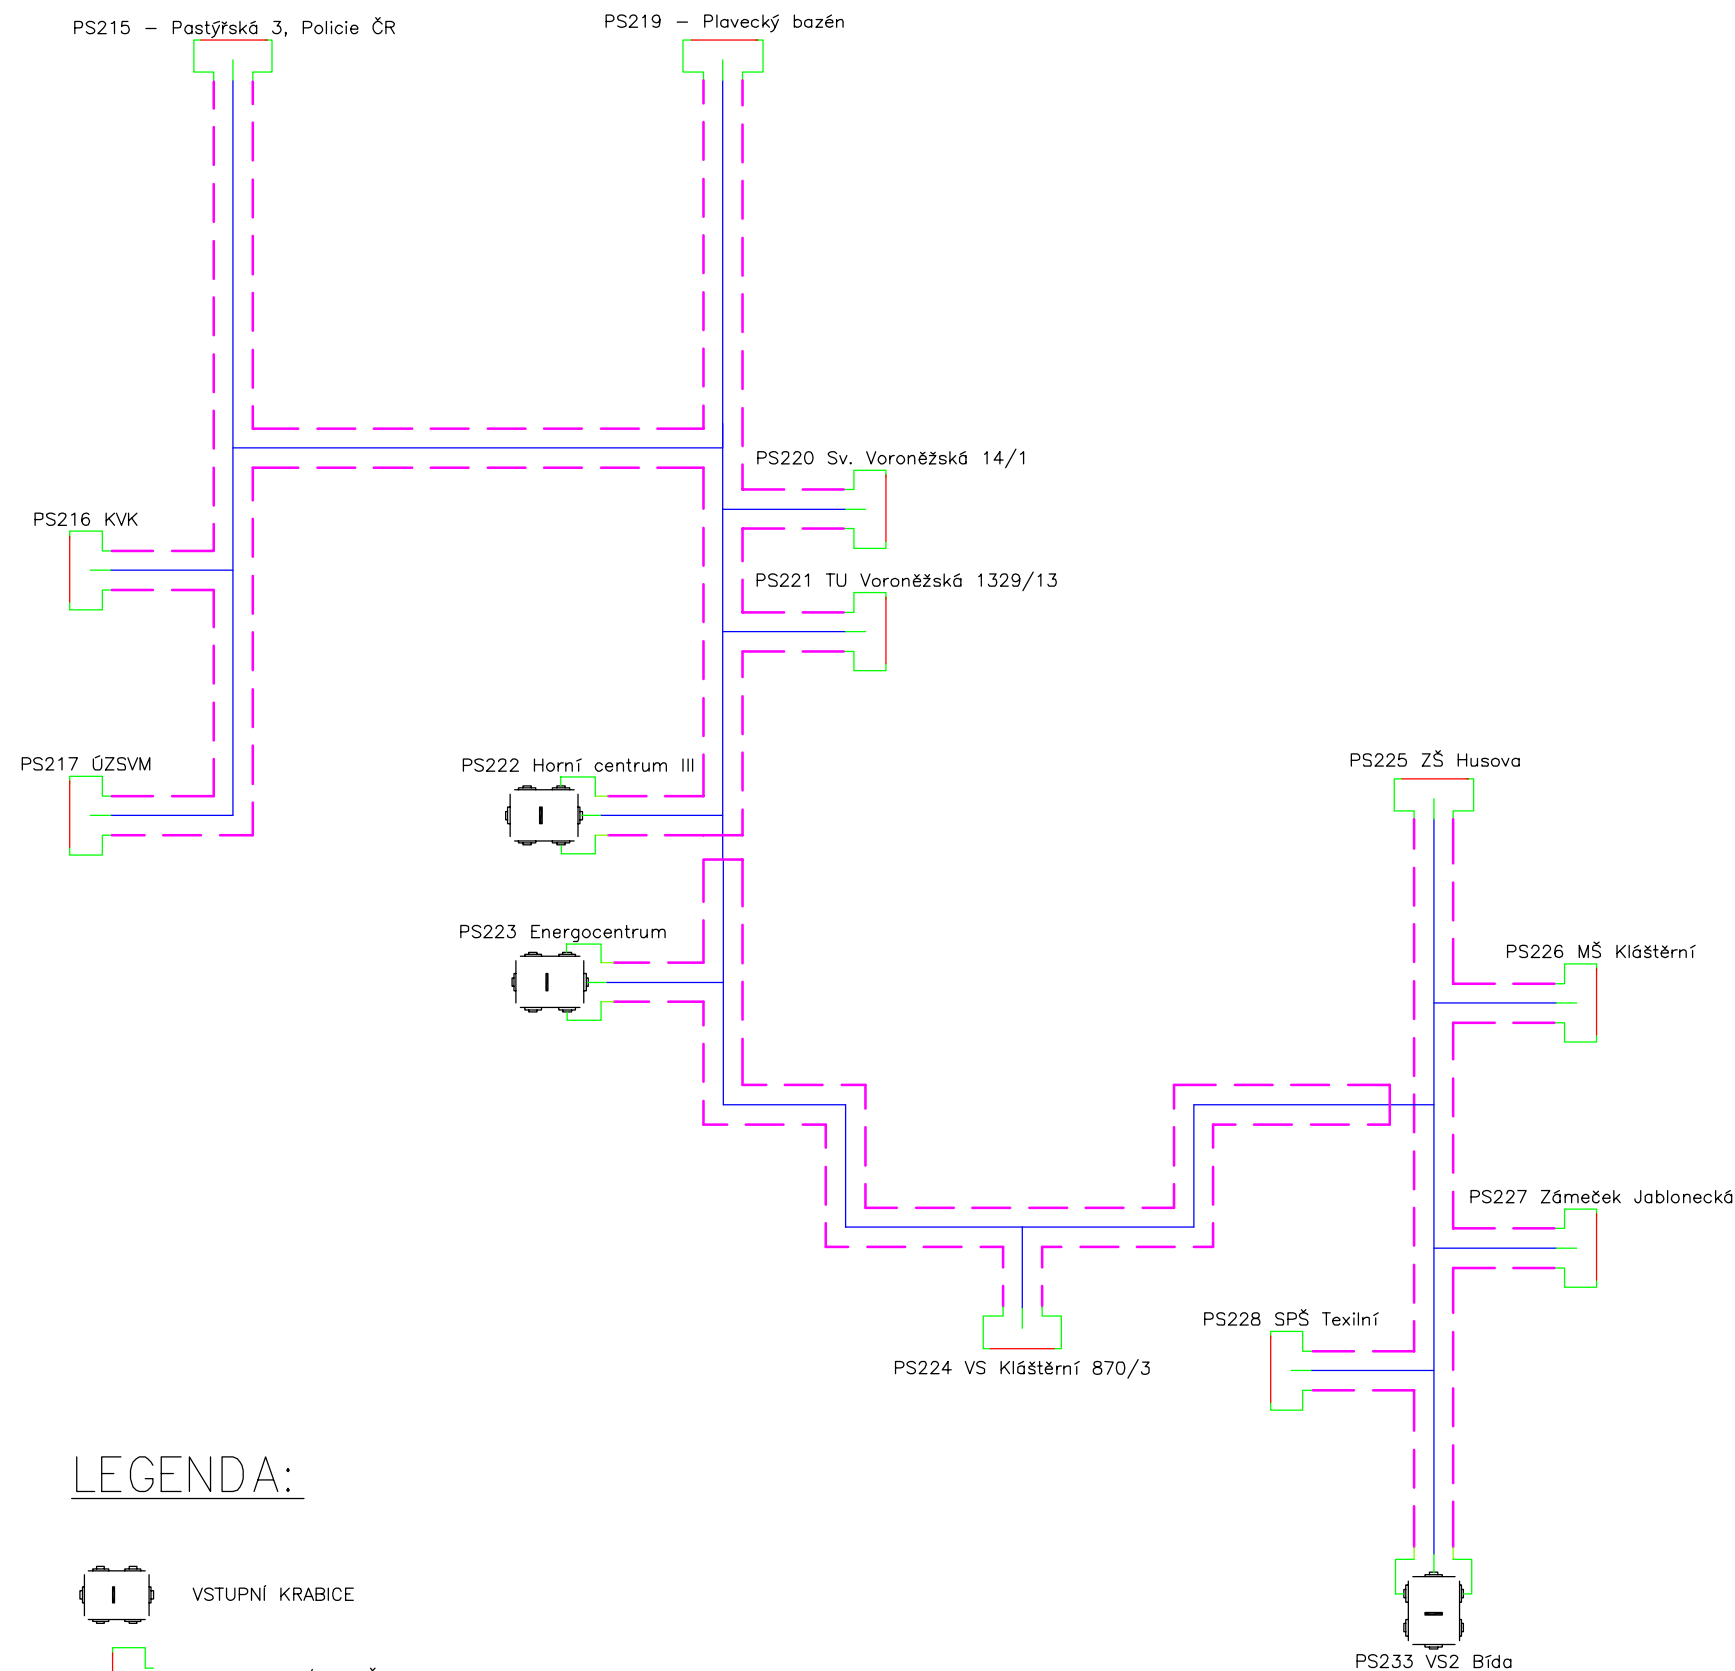 PS215 – Pastýřská 3, Policie ČR
PS219 – Plavecký bazén
PS220 Sv. Voroněžská 14/1
PS216 KVK
PS221 TU Voroněžská 1329/13
PS217 ÚZSVM
PS222 Horní centrum III
PS225 ZŠ Husova
PS223 Energocentrum
PS226 MŠ Kláštěrní
PS227 Zámeček Jablonecká
PS228 SPŠ Texilní
PS224 VS Kláštěrní 870/3
LEGENDA:
VSTUPNÍ KRABICE
PS233 VS2 Bída